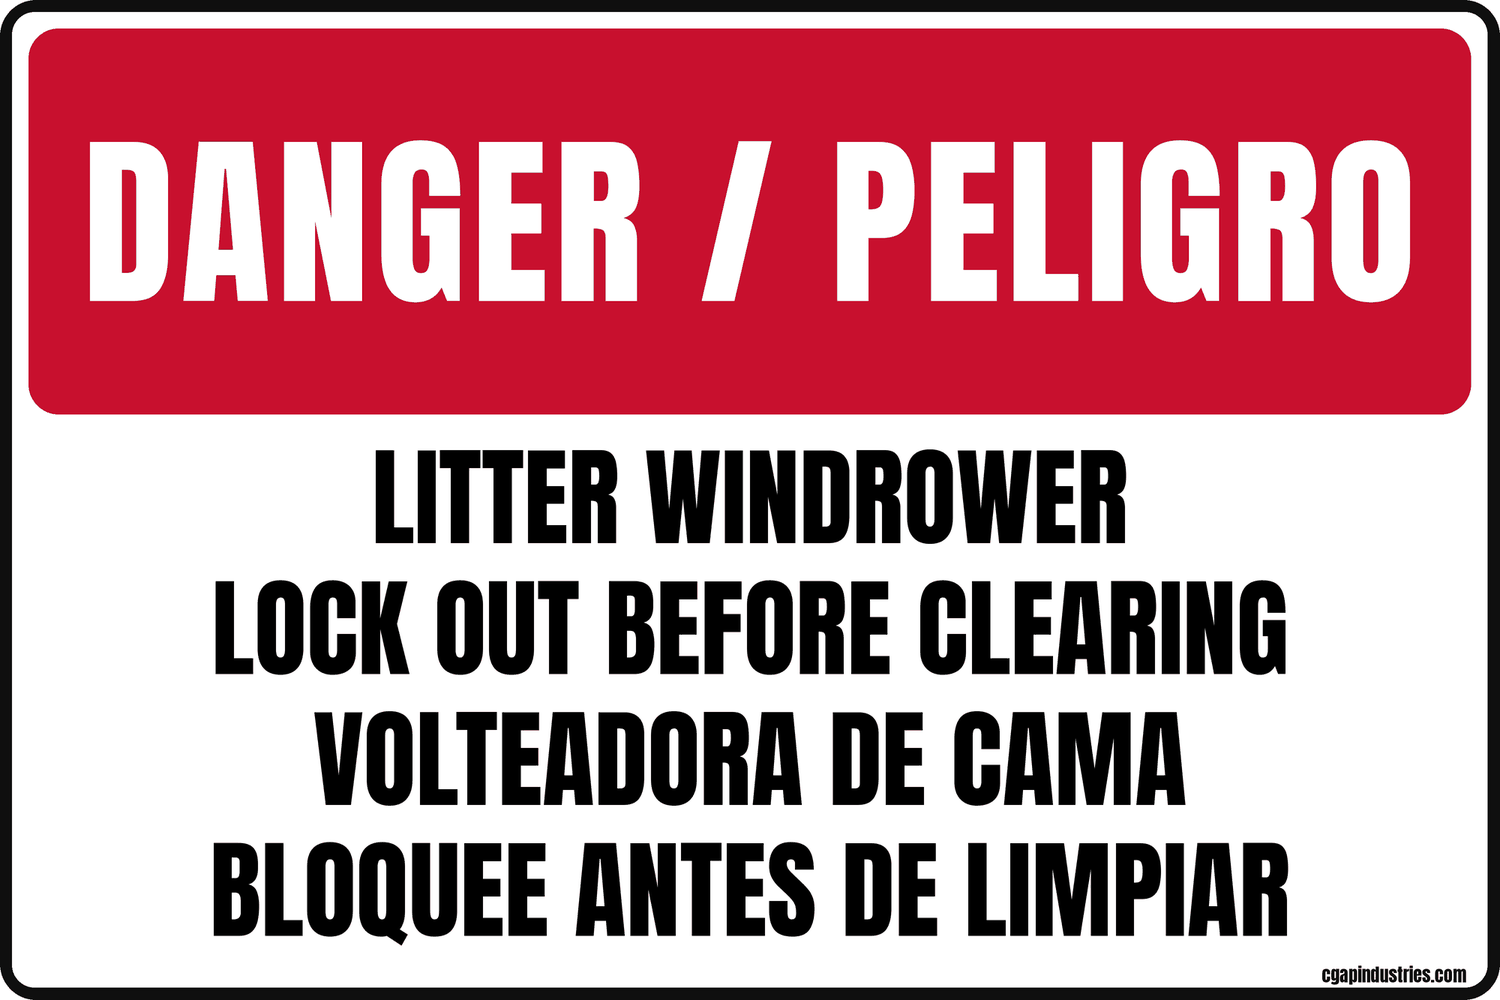 DANGER / PELIGRO
LITTER WINDROWER
LOCK OUT BEFORE CLEARING
VOLTEADORA DE CAMA
BLOQUEE ANTES DE LIMPIAR
cgapindustries.com